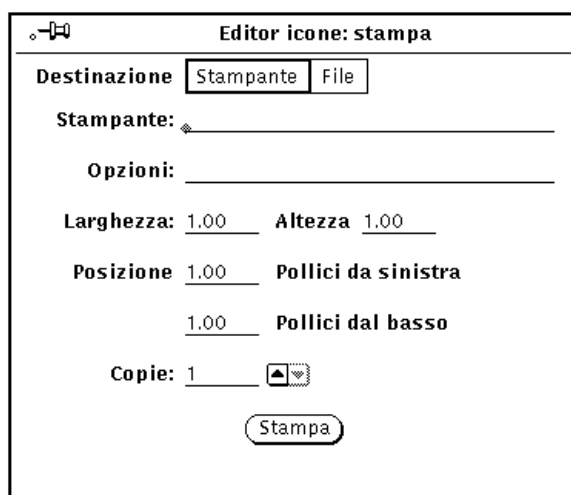 Editor icone: stampa
Destinazione Stampante File
Stampante:
Opzioni:
Larghezza: 1.00 Altezza 1.00
Posizione 1.00 Pollici da sinistra
1.00 Pollici dal basso
Copie: 1
Stampa